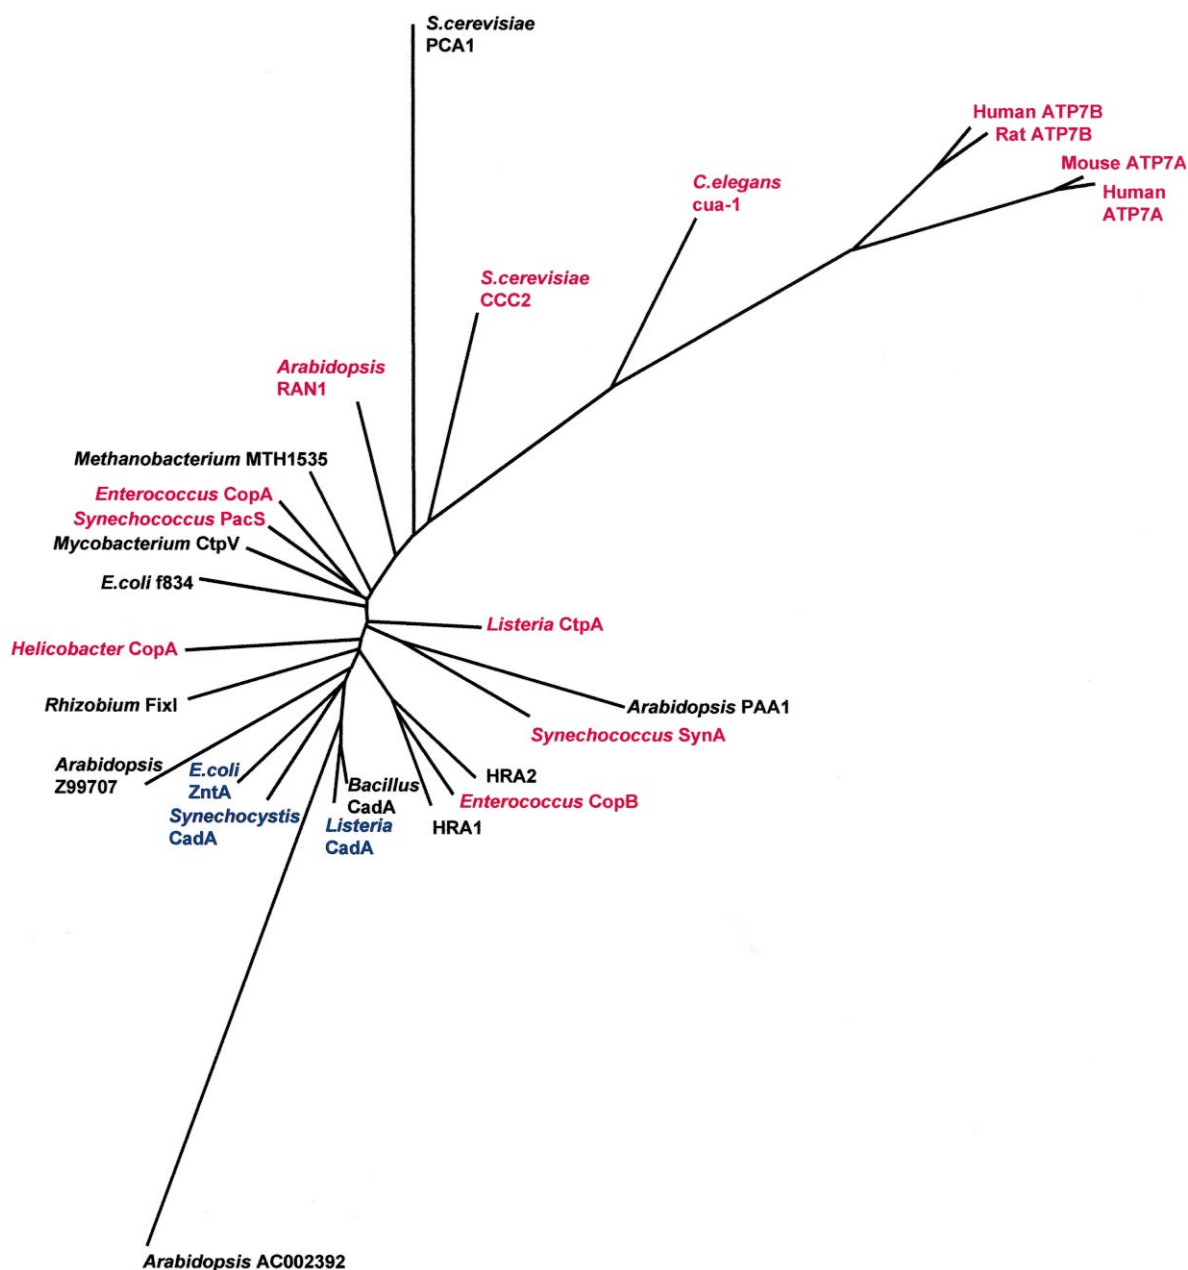 S.cerevisiae
PCA1
Human ATP7B
Rat ATP7B
Mouse ATP7A
Human
ATP7A
C.elegans
cua-1
S.cerevisiae
CCC2
Arabidopsis
RAN1
Methanobacterium MTH1535
Enterococcus CopA
Synechococcus PacS
Mycobacterium CtpV
E.coli f834
Listeria CtpA
Helicobacter CopA
Rhizobium FixI
Arabidopsis PAA1
Synechococcus SynA
Arabidopsis
Z99707
E.coli
ZntA
Synechocystis
CadA
Bacillus
CadA
Listeria
CadA
HRA2
Enterococcus CopB
HRA1
Arabidopsis AC002392